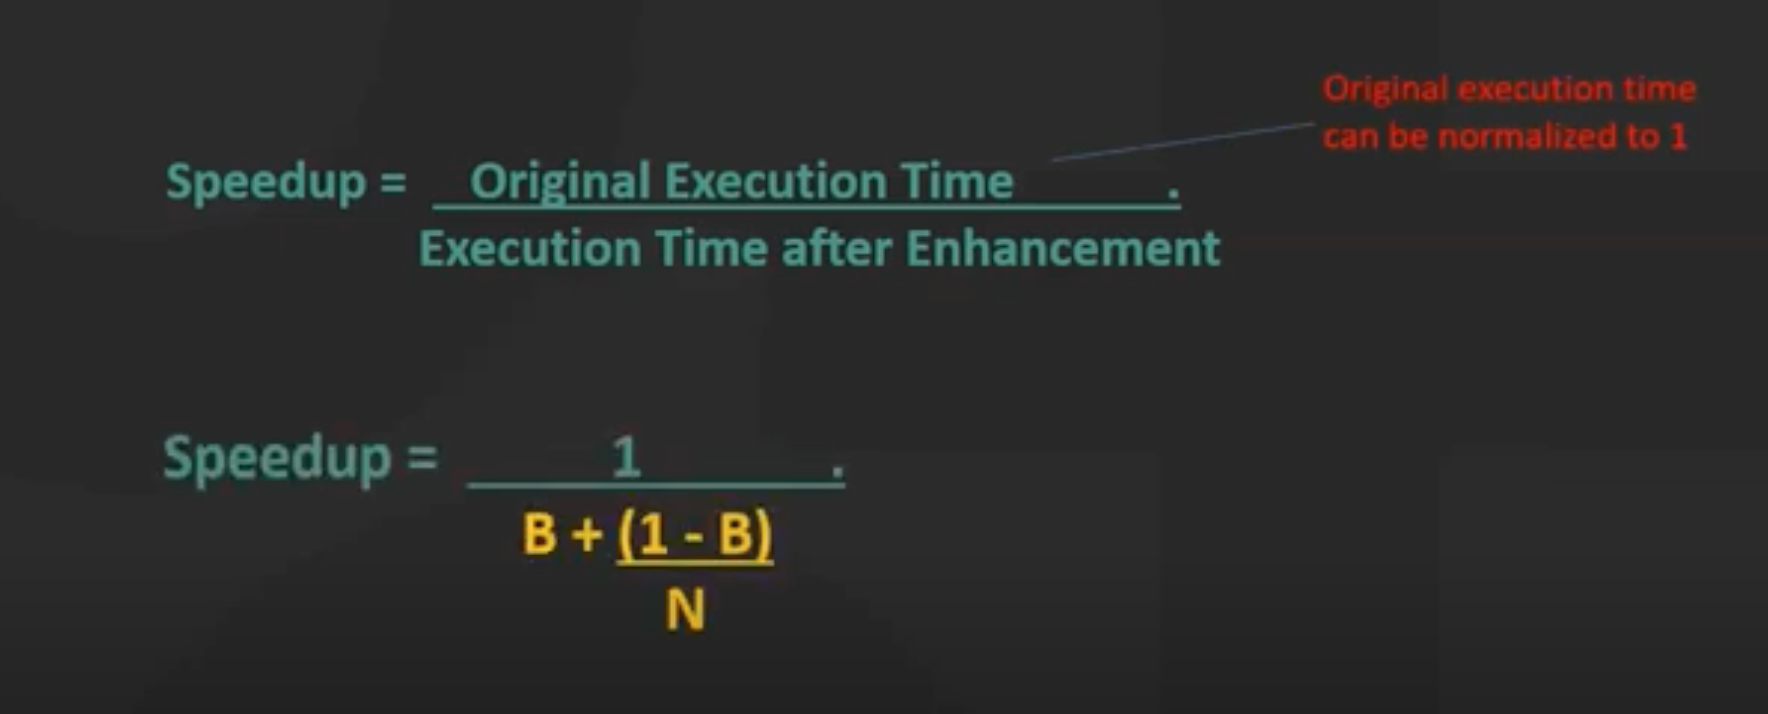 Original execution time
can be normalized to 1
Speedup = Original Execution Time .
Execution Time after Enhancement
Speedup = 1 .
B + (1 - B)
N